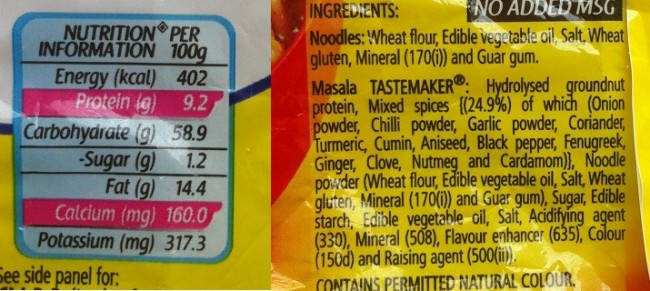 NUTRITION◆ PER
INFORMATION 100g
Energy (kcal) 402
Protein (g) 9.2
Carbohydrate (g) 58.9
-Sugar (g) 1.2
Fat (g) 14.4
Calcium (mg) 160.0
Potassium (mg) 317.3
See side panel for:
NO ADDED MSG
INGREDIENTS:
Noodles: Wheat flour, Edible vegetable oil, Salt, Wheat
gluten, Mineral (170(i)) and Guar gum.
Masala TASTEMAKER®: Hydrolysed groundnut
protein, Mixed spices {(24.9%) of which (Onion
powder, Chilli powder, Garlic powder, Coriander,
Turmeric, Cumin, Aniseed, Black pepper, Fenugreek,
Ginger, Clove, Nutmeg and Cardamom)}, Noodle
powder (Wheat flour, Edible vegetable oil, Salt, Wheat
gluten, Mineral (170(i)) and Guar gum), Sugar, Edible
starch, Edible vegetable oil, Salt, Acidifying agent
(330), Mineral (508), Flavour enhancer (635), Colour
(150d) and Raising agent (500(ii)).
CONTAINS PERMITTED NATURAL COLOUR.